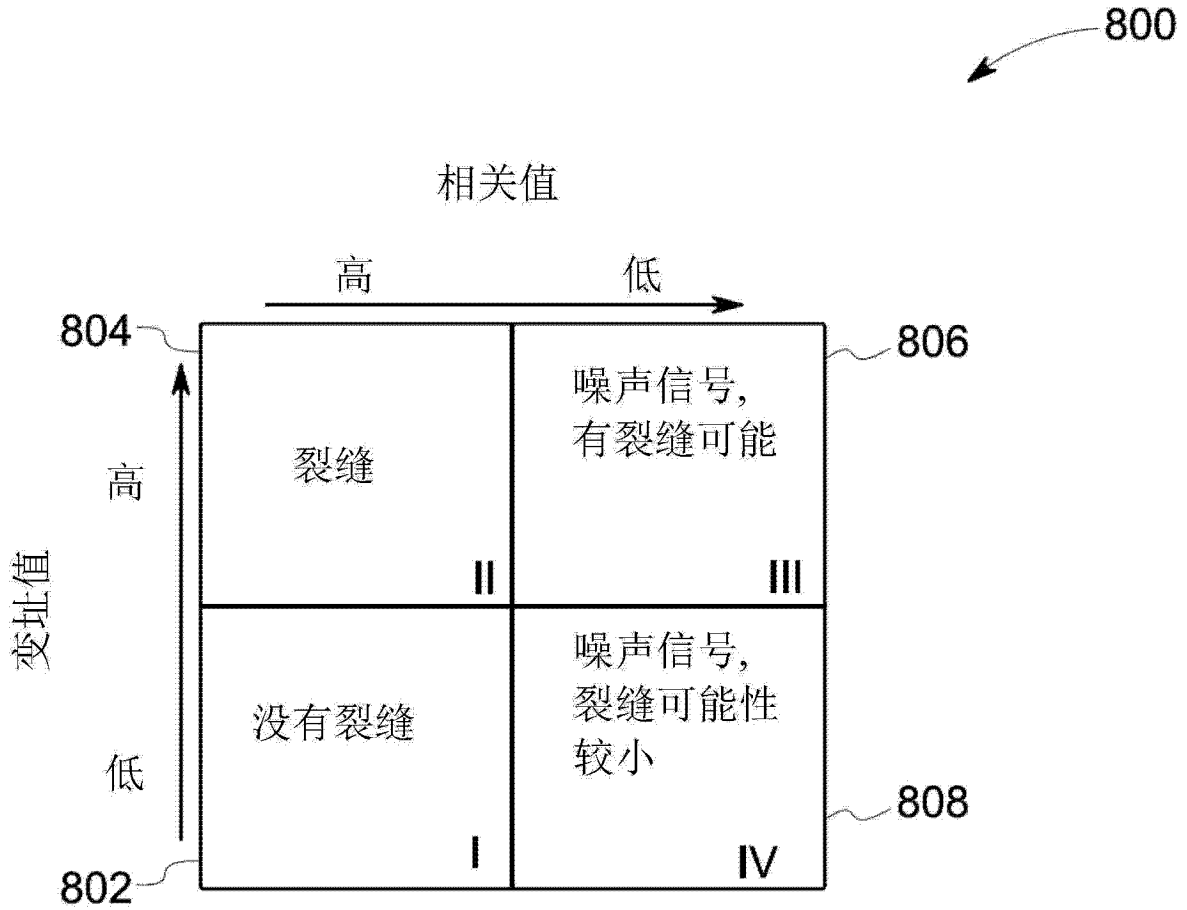 800
相关值
高 低
804
806
噪声信号,
有裂缝可能
裂缝
高
II
III
变址值
噪声信号,
裂缝可能性
较小
没有裂缝
低
808
I
IV
802